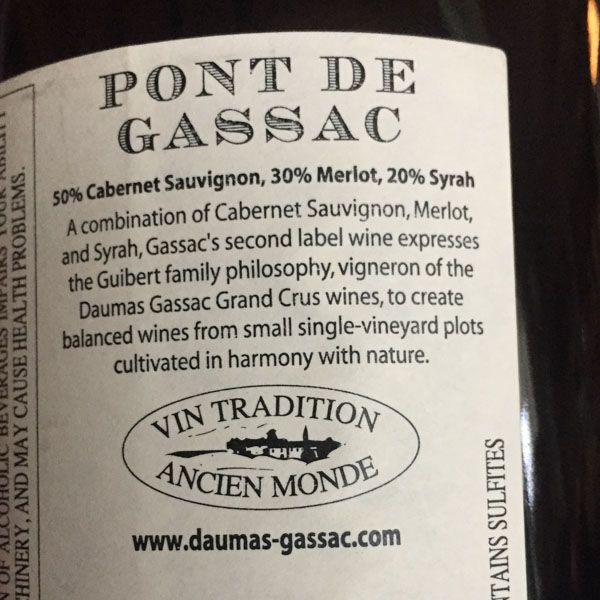 PONT DE
GASSAC
50% Cabernet Sauvignon, 30% Merlot, 20% Syrah
A combination of Cabernet Sauvignon, Merlot,
and Syrah, Gassac's second label wine expresses
the Guibert family philosophy, vigneron of the
Daumas Gassac Grand Crus wines, to create
balanced wines from small single-vineyard plots
cultivated in harmony with nature.
VIN TRADITION
ANCIEN MONDE
www.daumas-gassac.com
OF ALCOHOLIC BEVERAGES IMPAIRS YOUR ABILITY
AND MAY CAUSE HEALTH PROBLEMS.
SULFITES